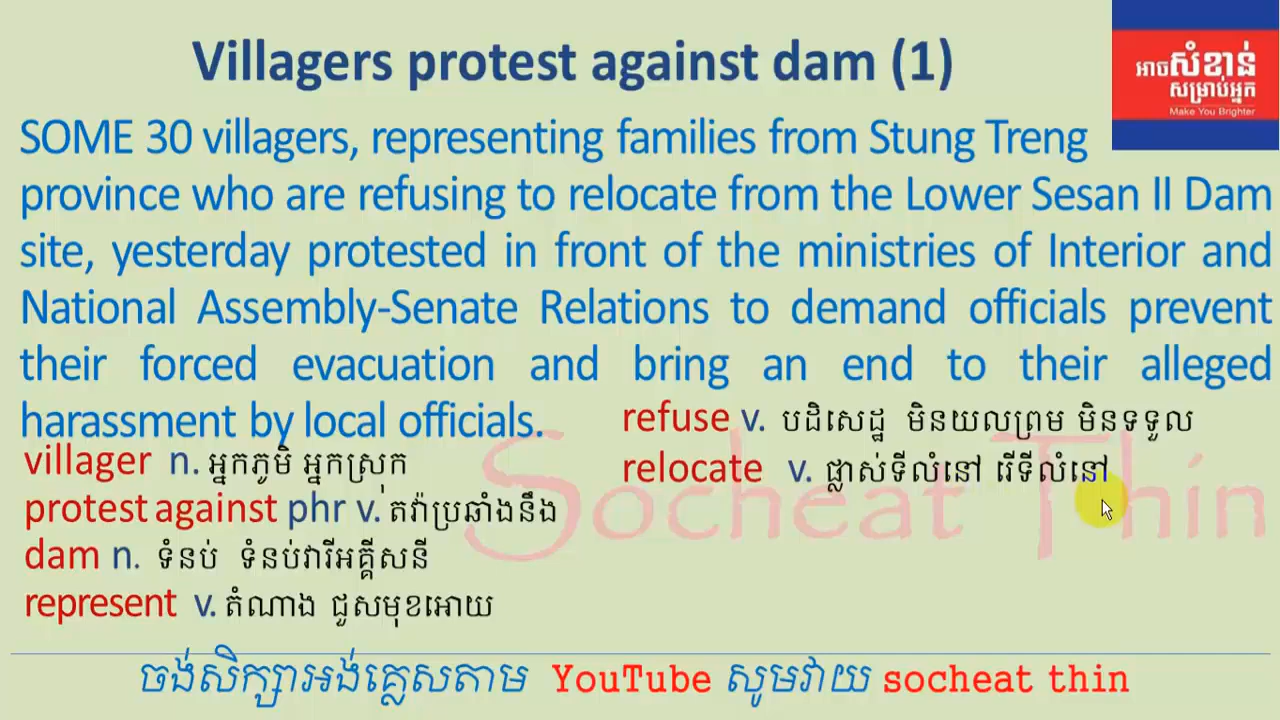 Villagers protest against dam (1)
អាចសំខាន់
សម្រាប់អ្នក
Make You Brighter
SOME 30 villagers, representing families from Stung Treng
province who are refusing to relocate from the Lower Sesan II Dam
site, yesterday protested in front of the ministries of Interior and
National Assembly-Senate Relations to demand officials prevent
their forced evacuation and bring an end to their alleged
harassment by local officials.
villager n. អ្នកភូមិ អ្នកស្រុក
protest against phr v. តវ៉ាប្រឆាំងនឹង
dam n. ទំនប់ ទំនប់វារីអគ្គីសនី
represent v. តំណាង ជួសមុខអោយ
refuse v. បដិសេដ្ឋ មិនយលព្រម មិនទទួល
relocate v. ផ្លាស់ទីលំនៅ រើទីលំនៅ
Socheat Thin
ចង់សិក្សាអង់គ្លេសតាម YouTube សូមវាយ socheat thin